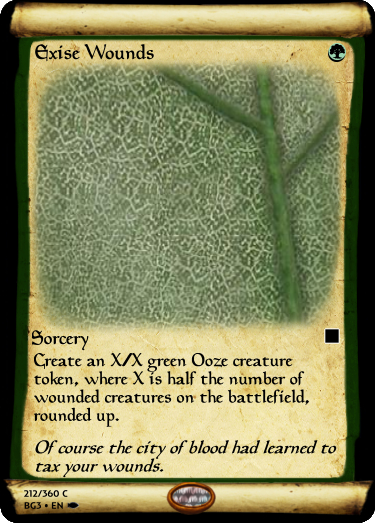 Exise Wounds
Sorcery
Create an X/X green Ooze creature
token, where X is half the number of
wounded creatures on the battlefield,
rounded up.
Of course the city of blood had learned to
tax your wounds.
212/360 C
BG3 • EN